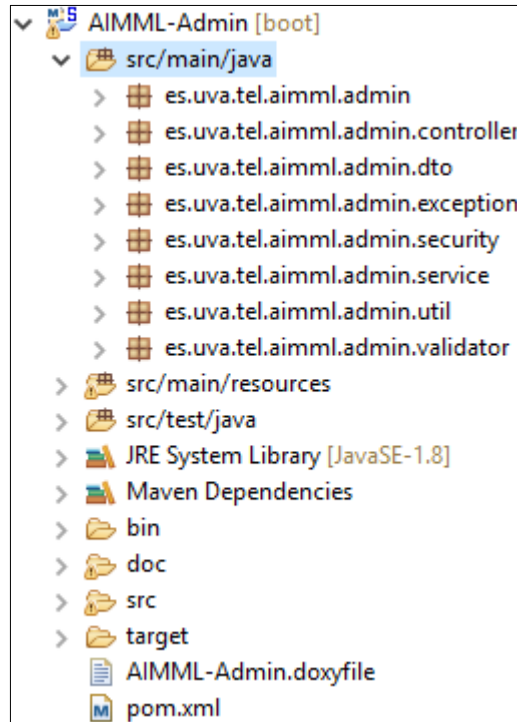 AIMML-Admin [boot]
src/main/java
es.uva.tel.aimml.admin
es.uva.tel.aimml.admin.controller
es.uva.tel.aimml.admin.dto
es.uva.tel.aimml.admin.exception
es.uva.tel.aimml.admin.security
es.uva.tel.aimml.admin.service
es.uva.tel.aimml.admin.util
es.uva.tel.aimml.admin.validator
src/main/resources
src/test/java
JRE System Library [JavaSE-1.8]
Maven Dependencies
bin
doc
src
target
AIMML-Admin.doxyfile
pom.xml